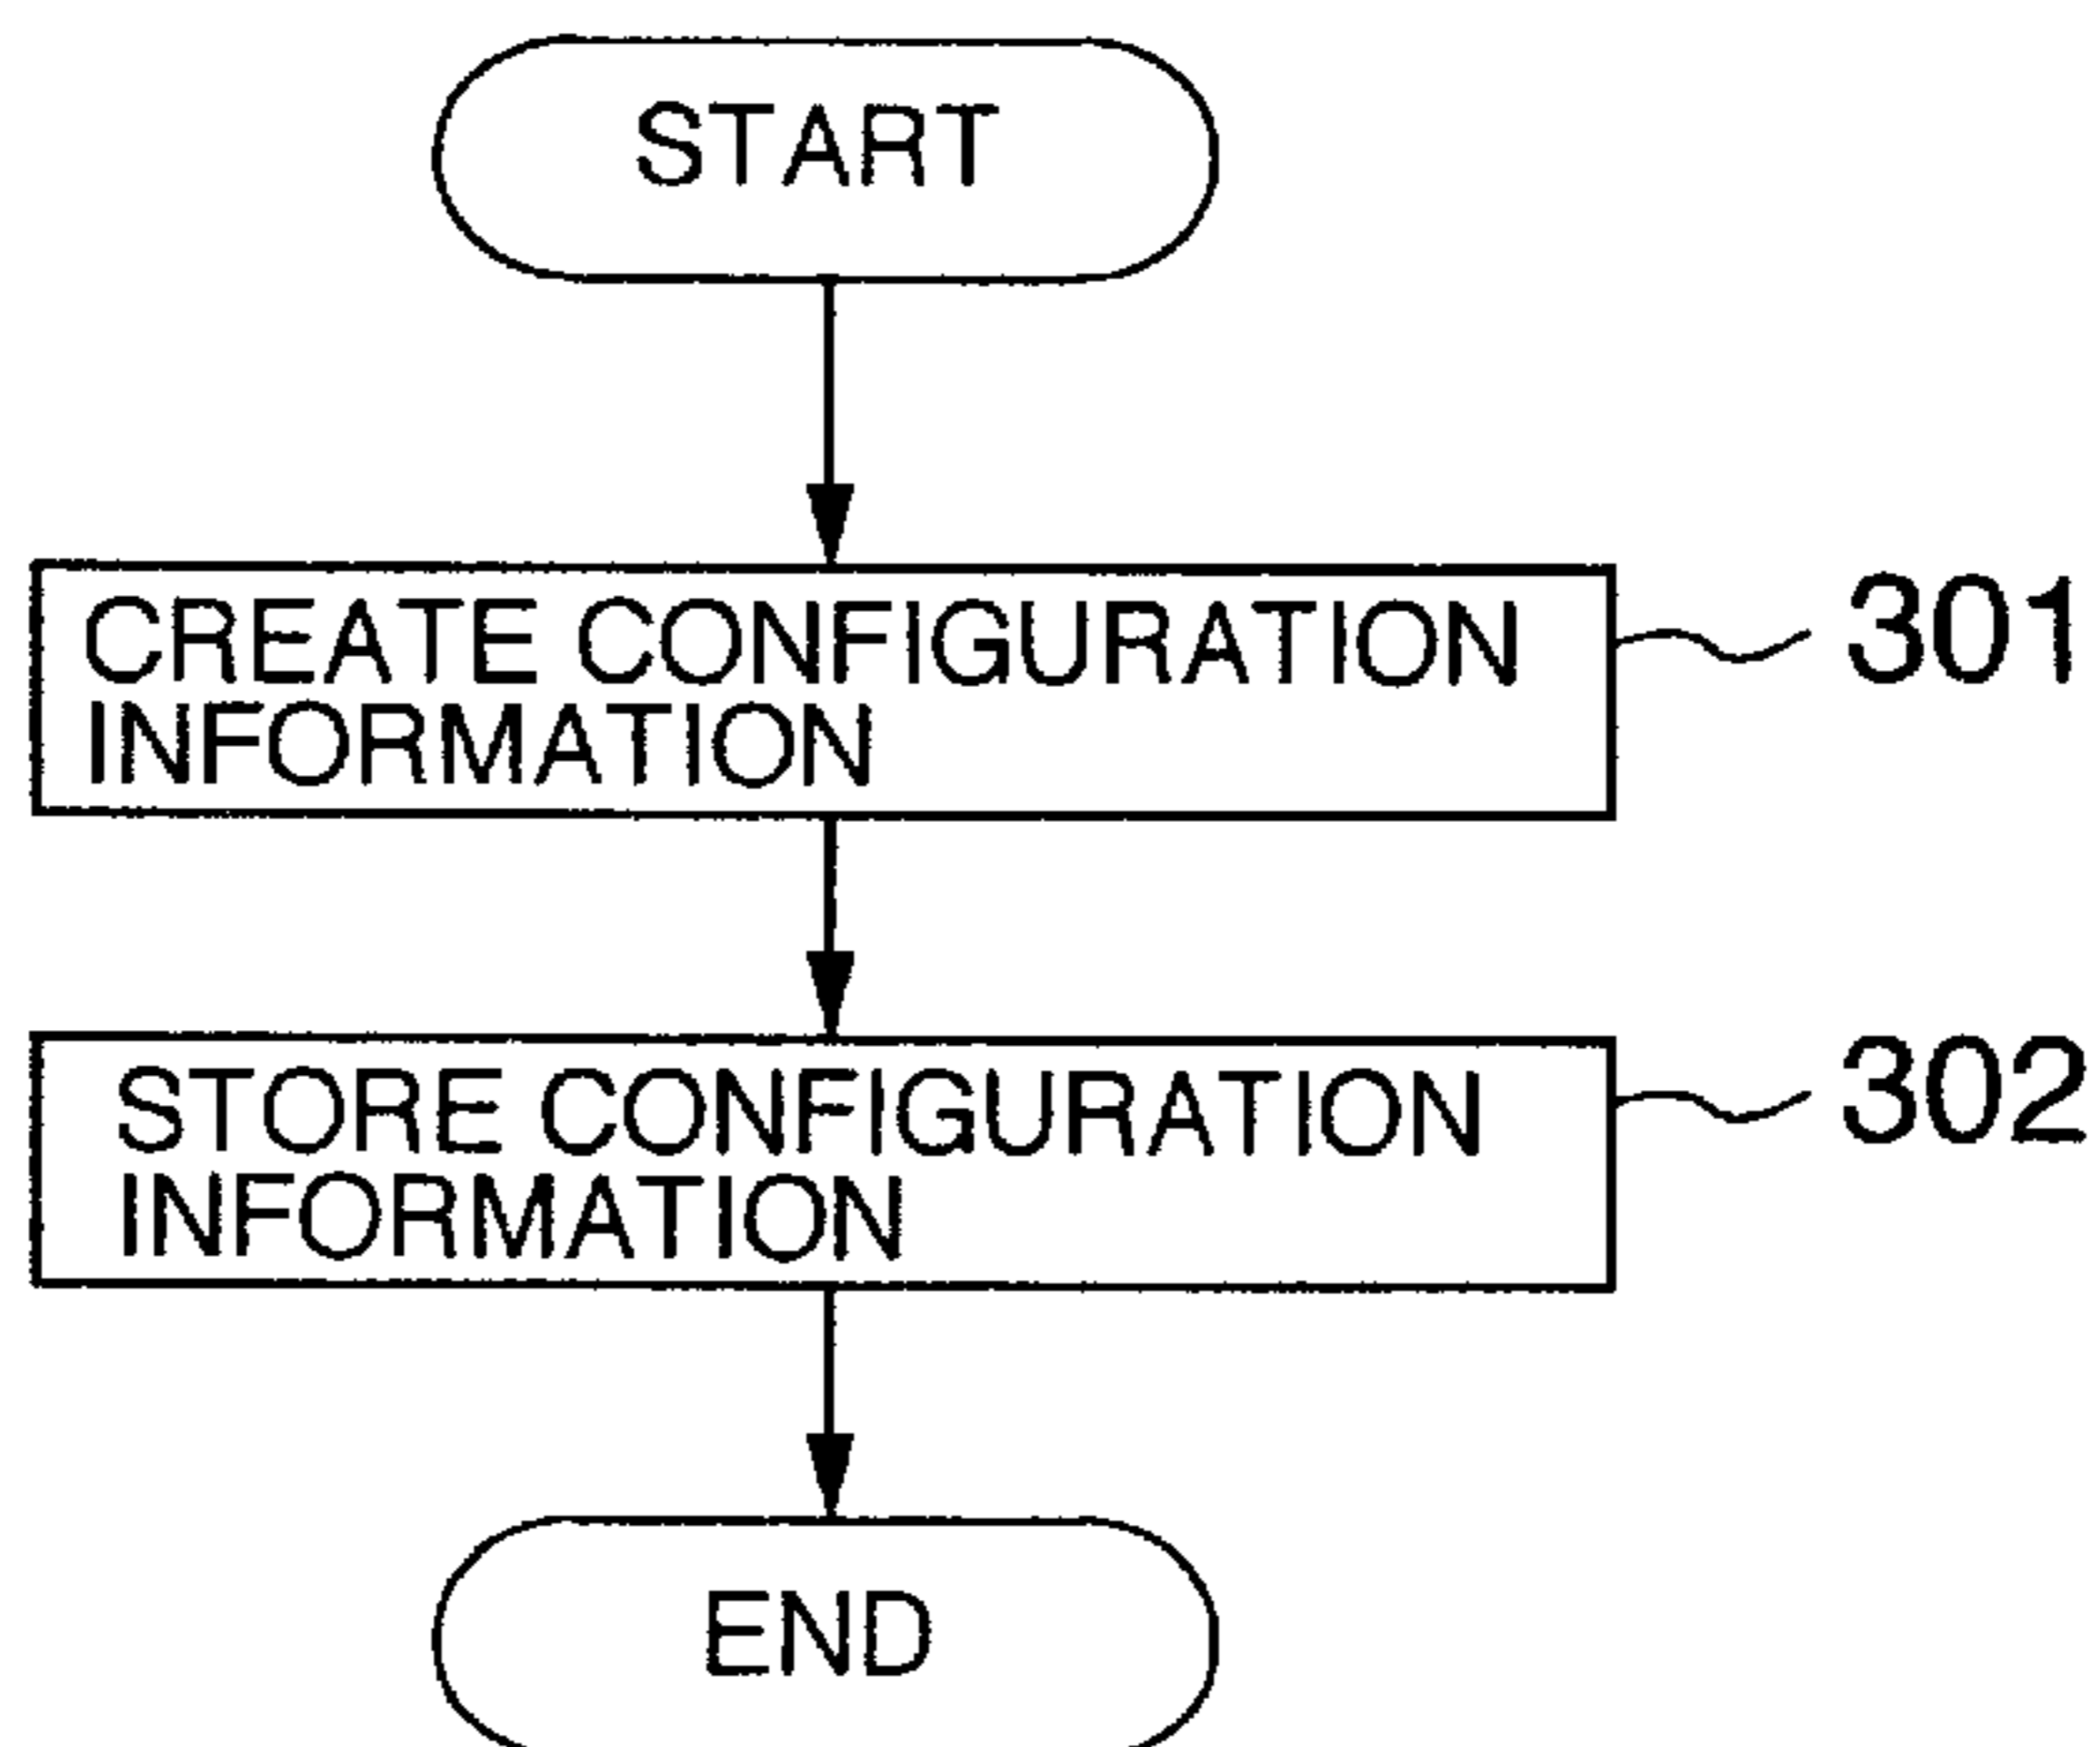 START
CREATE CONFIGURATION
INFORMATION
301
STORE CONFIGURATION
INFORMATION
302
END